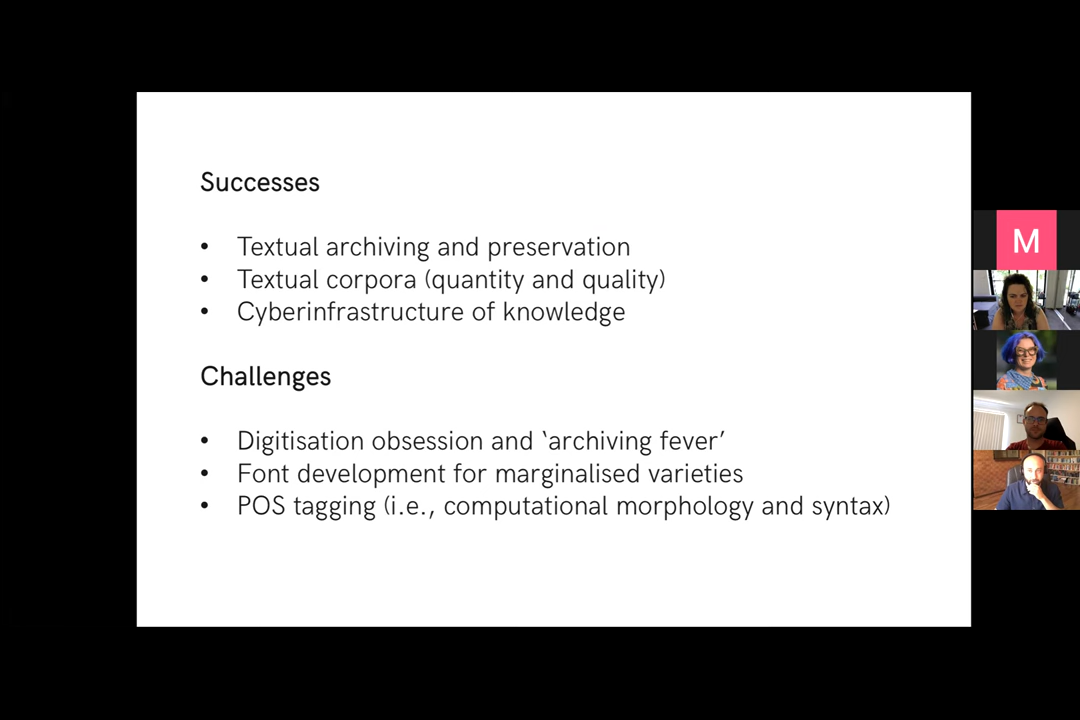 Successes
• Textual archiving and preservation
• Textual corpora (quantity and quality)
• Cyberinfrastructure of knowledge
Challenges
• Digitisation obsession and ‘archiving fever’
• Font development for marginalised varieties
• POS tagging (i.e., computational morphology and syntax)
M